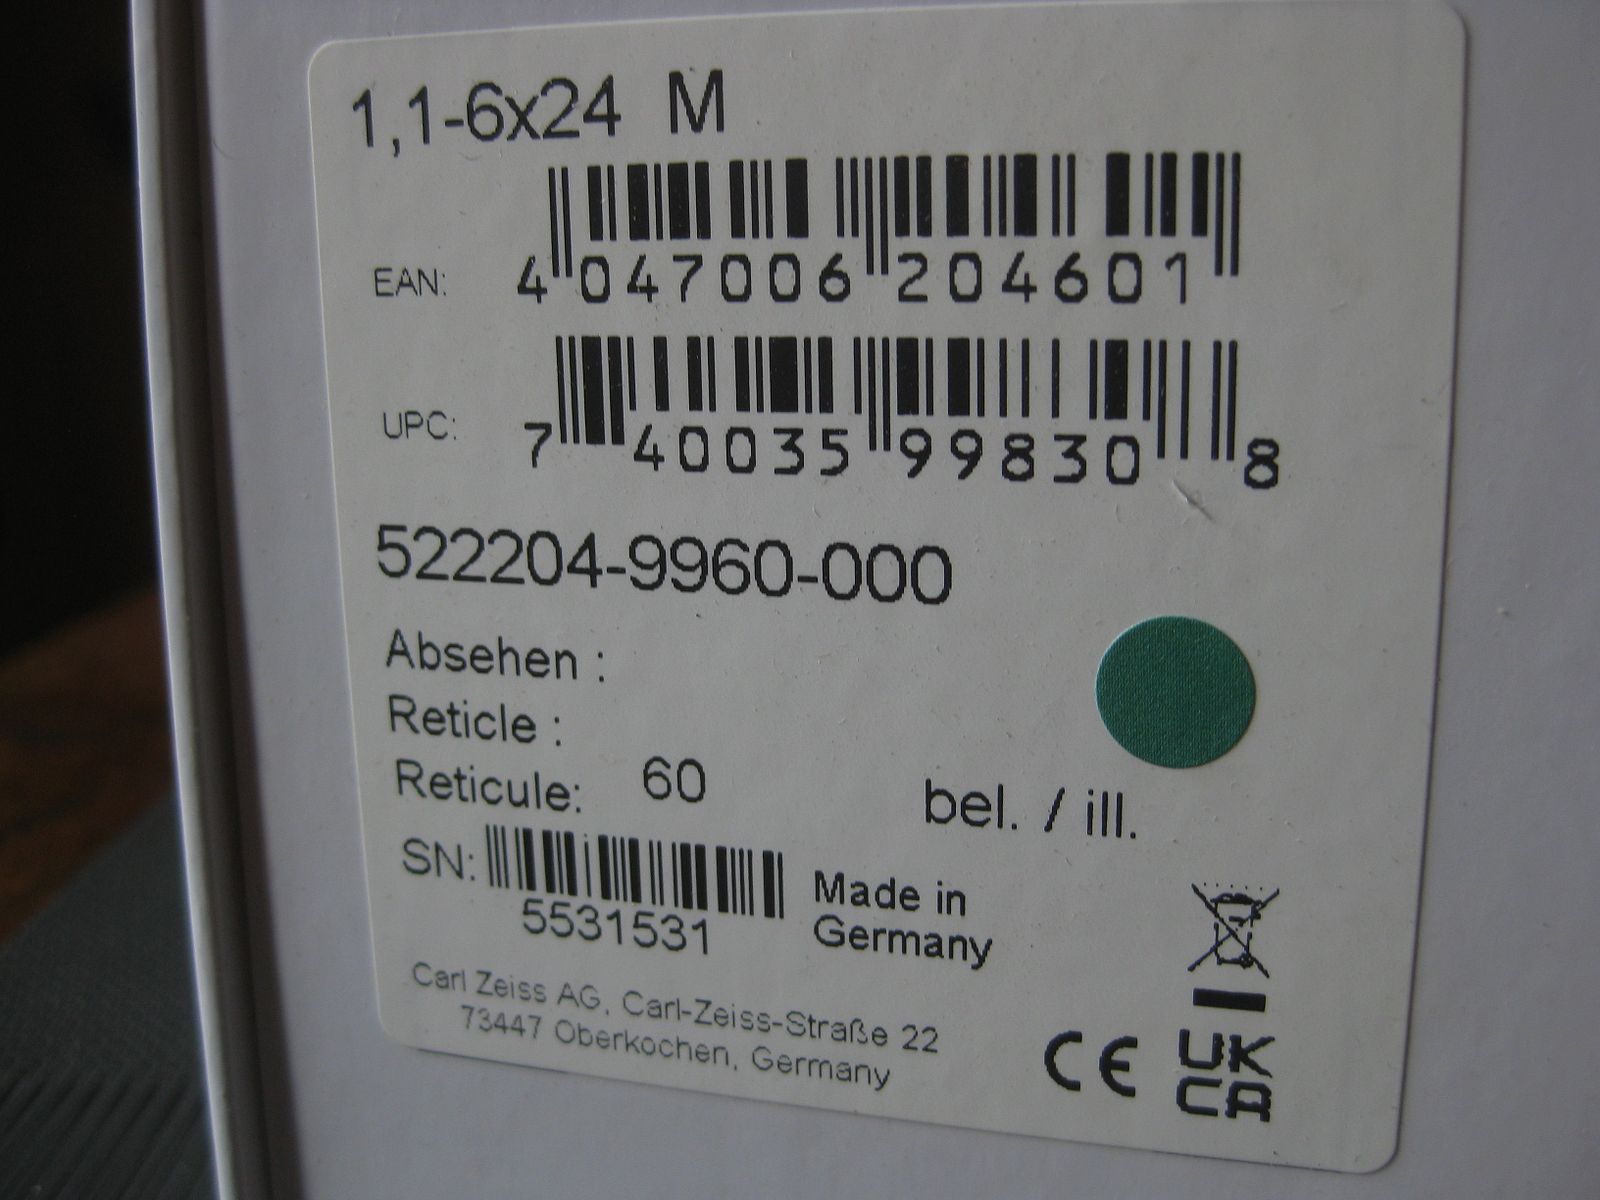 1,1-6x24 M
EAN: 4 047006 204601
UPC: 7 40035 99830 8
522204-9960-000
Absehen :
Reticle :
Reticule: 60 bel. / ill.
SN: 5531531
Made in
Germany
Carl Zeiss AG, Carl-Zeiss-Straße 22
73447 Oberkochen, Germany
CE
UK
CA